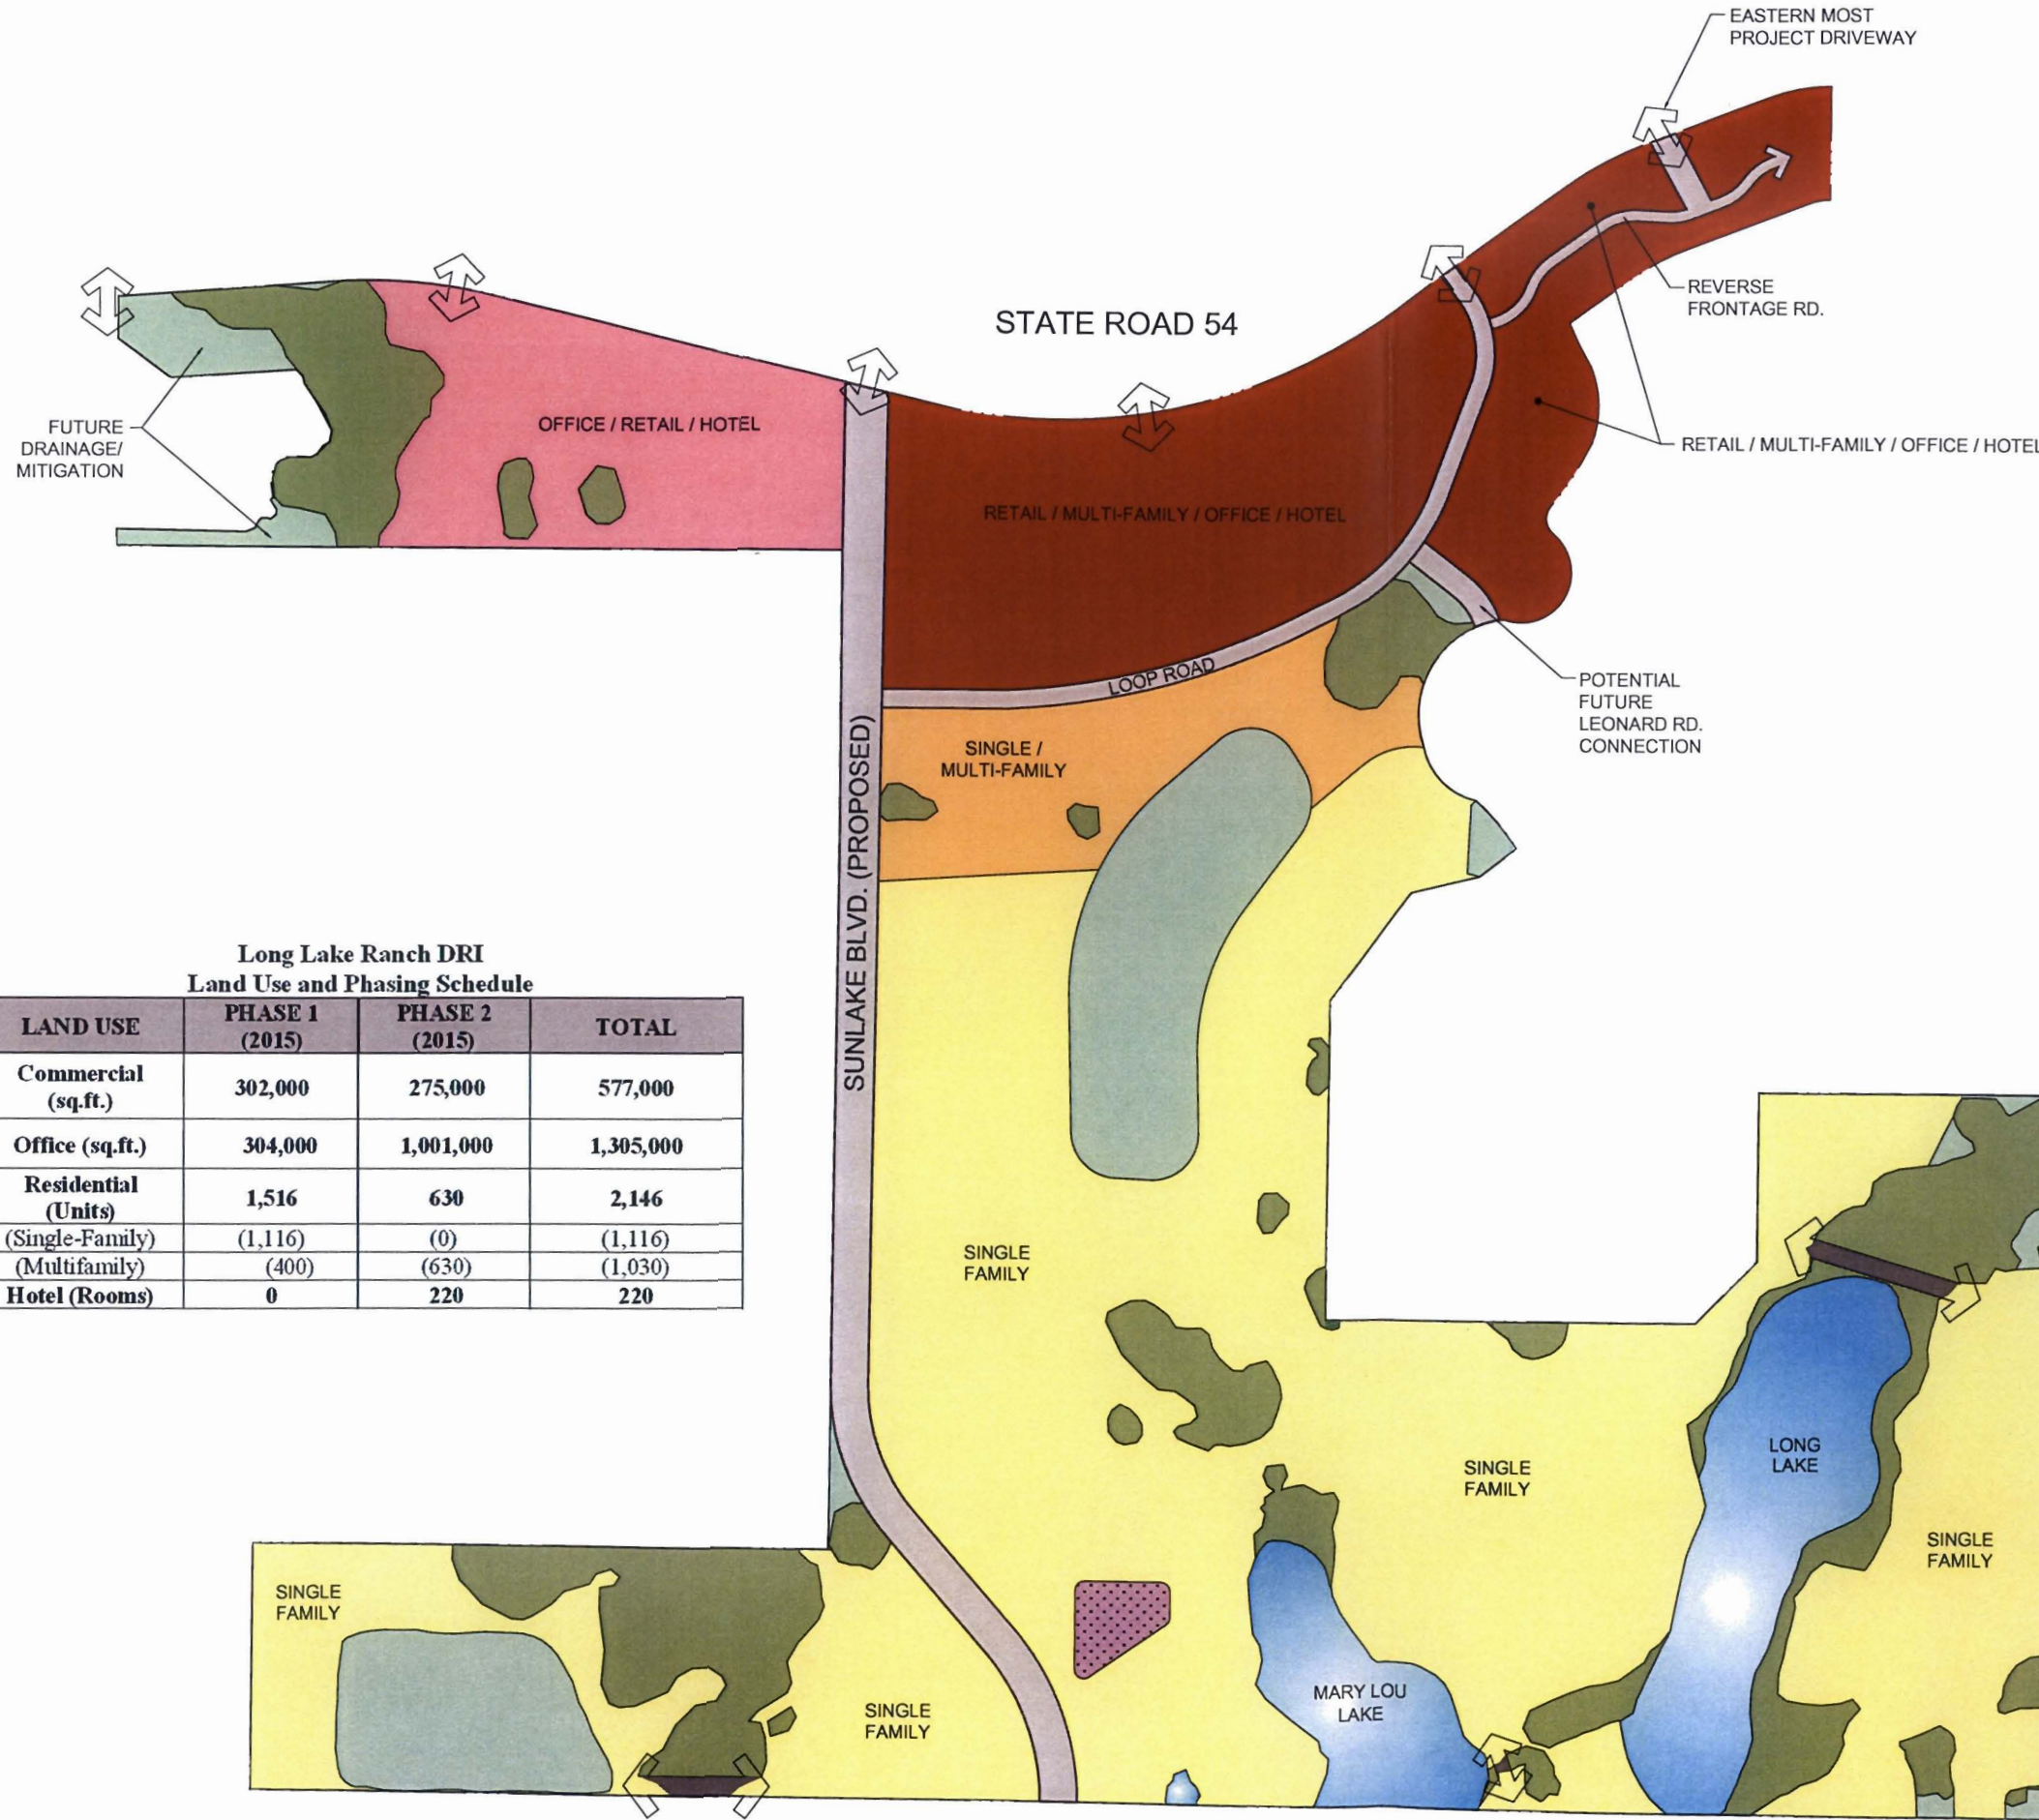 EASTERN MOST
PROJECT DRIVEWAY
STATE ROAD 54
REVERSE
FRONTAGE RD.
FUTURE
DRAINAGE/
MITIGATION
OFFICE / RETAIL / HOTEL
RETAIL / MULTI-FAMILY / OFFICE / HOTEL
RETAIL / MULTI-FAMILY / OFFICE / HOTEL
LOOP ROAD
POTENTIAL
FUTURE
LEONARD RD.
CONNECTION
SINGLE /
MULTI-FAMILY
SUNLAKE BLVD. (PROPOSED)
Long Lake Ranch DRI
Land Use and Phasing Schedule
LAND USE PHASE 1 (2015) PHASE 2 (2015) TOTAL
Commercial (sq.ft.) 302,000 275,000 577,000
Office (sq.ft.) 304,000 1,001,000 1,305,000
Residential (Units) 1,516 630 2,146
(Single-Family) (1,116) (0) (1,116)
(Multifamily) (400) (630) (1,030)
Hotel (Rooms) 0 220 220
SINGLE
FAMILY
SINGLE
FAMILY
LONG
LAKE
SINGLE
FAMILY
SINGLE
FAMILY
SINGLE
FAMILY
MARY LOU
LAKE